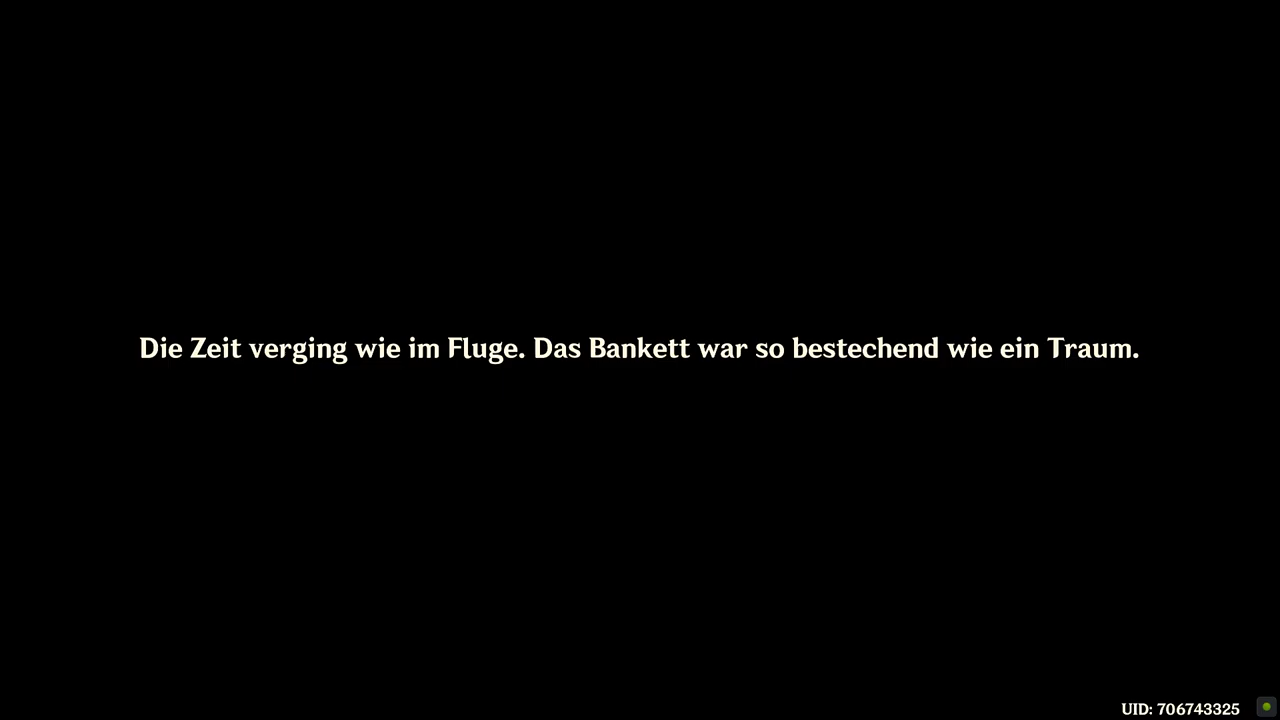 Die Zeit verging wie im Fluge. Das Bankett war so bestechend wie ein Traum.
UID: 706743325